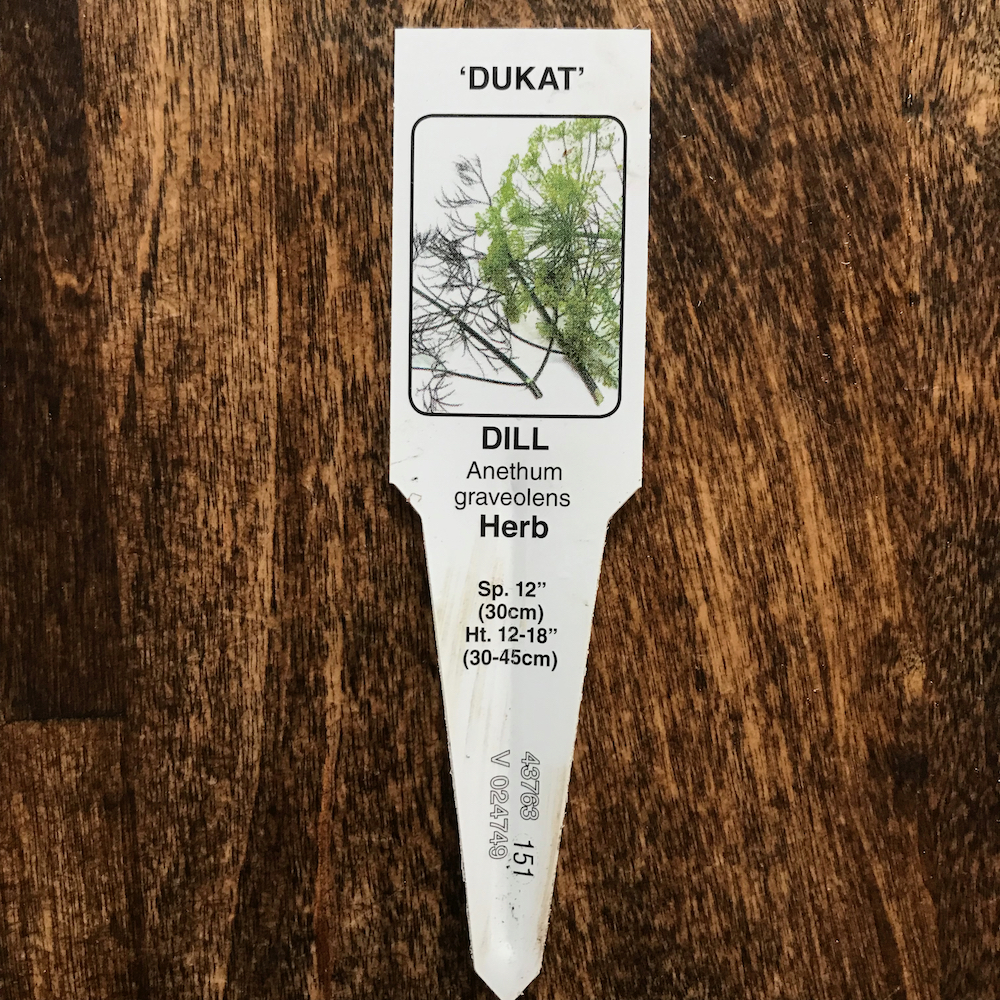 ‘DUKAT’
DILL
Anethum
graveolens
Herb
Sp. 12”
(30cm)
Ht. 12-18”
(30-45cm)
43763 151
V 024749